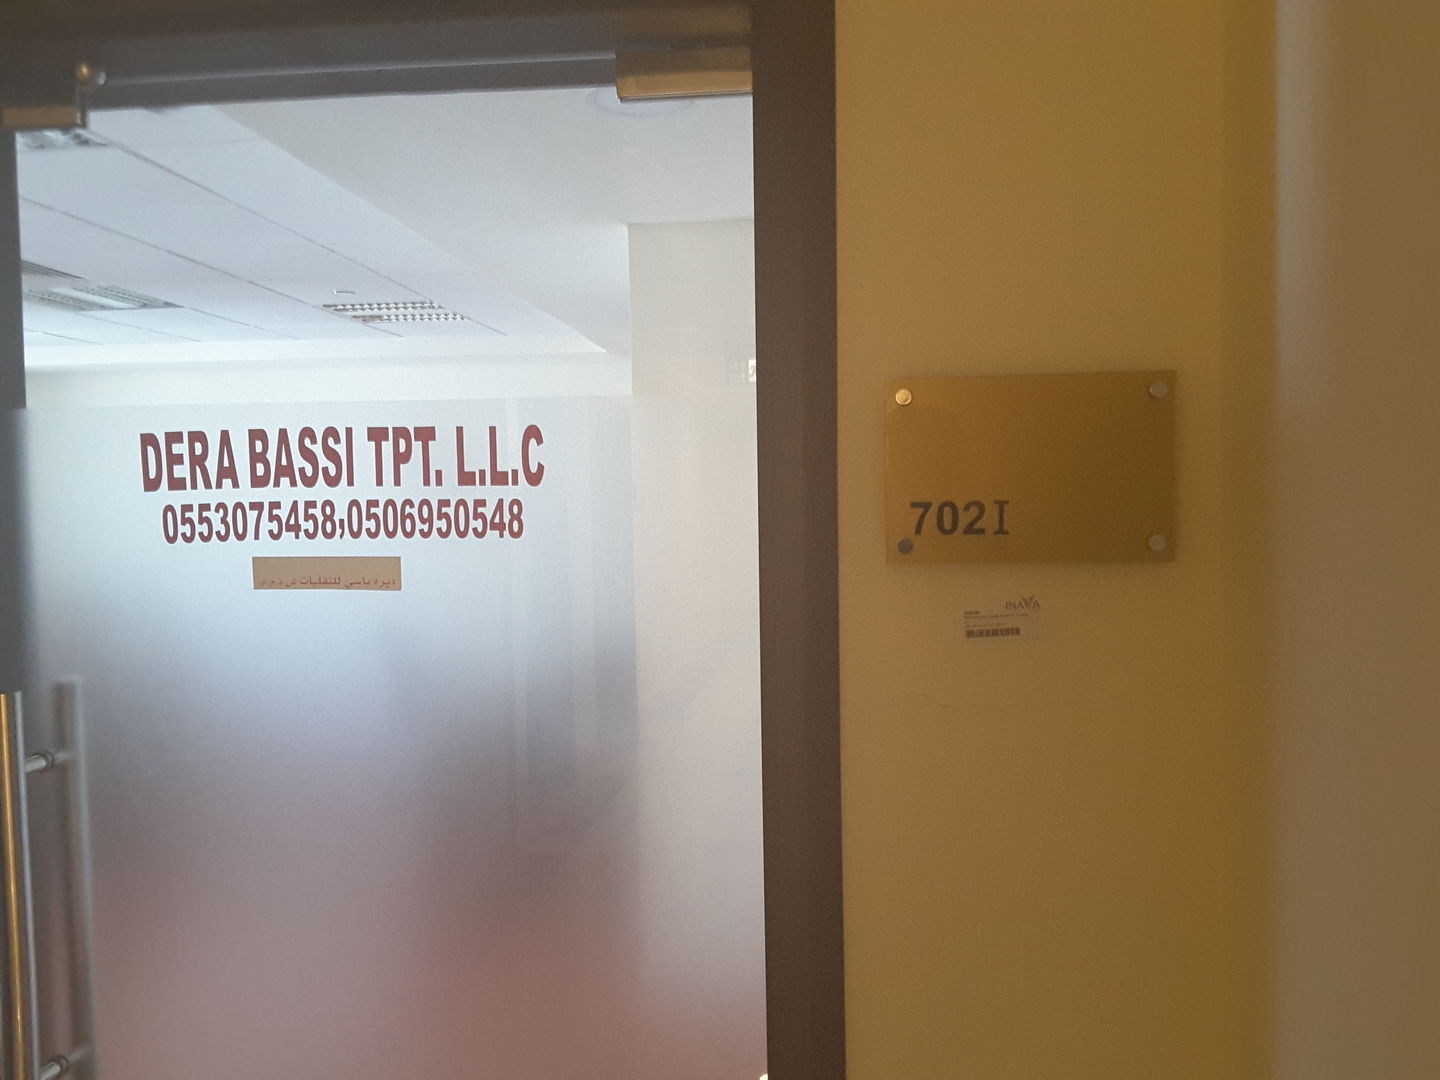 DERA BASSI TPT. L.L.C
0553075458,0506950548
ديره باسي للنقليات ش.ذ.م.م.
702I
INAYA